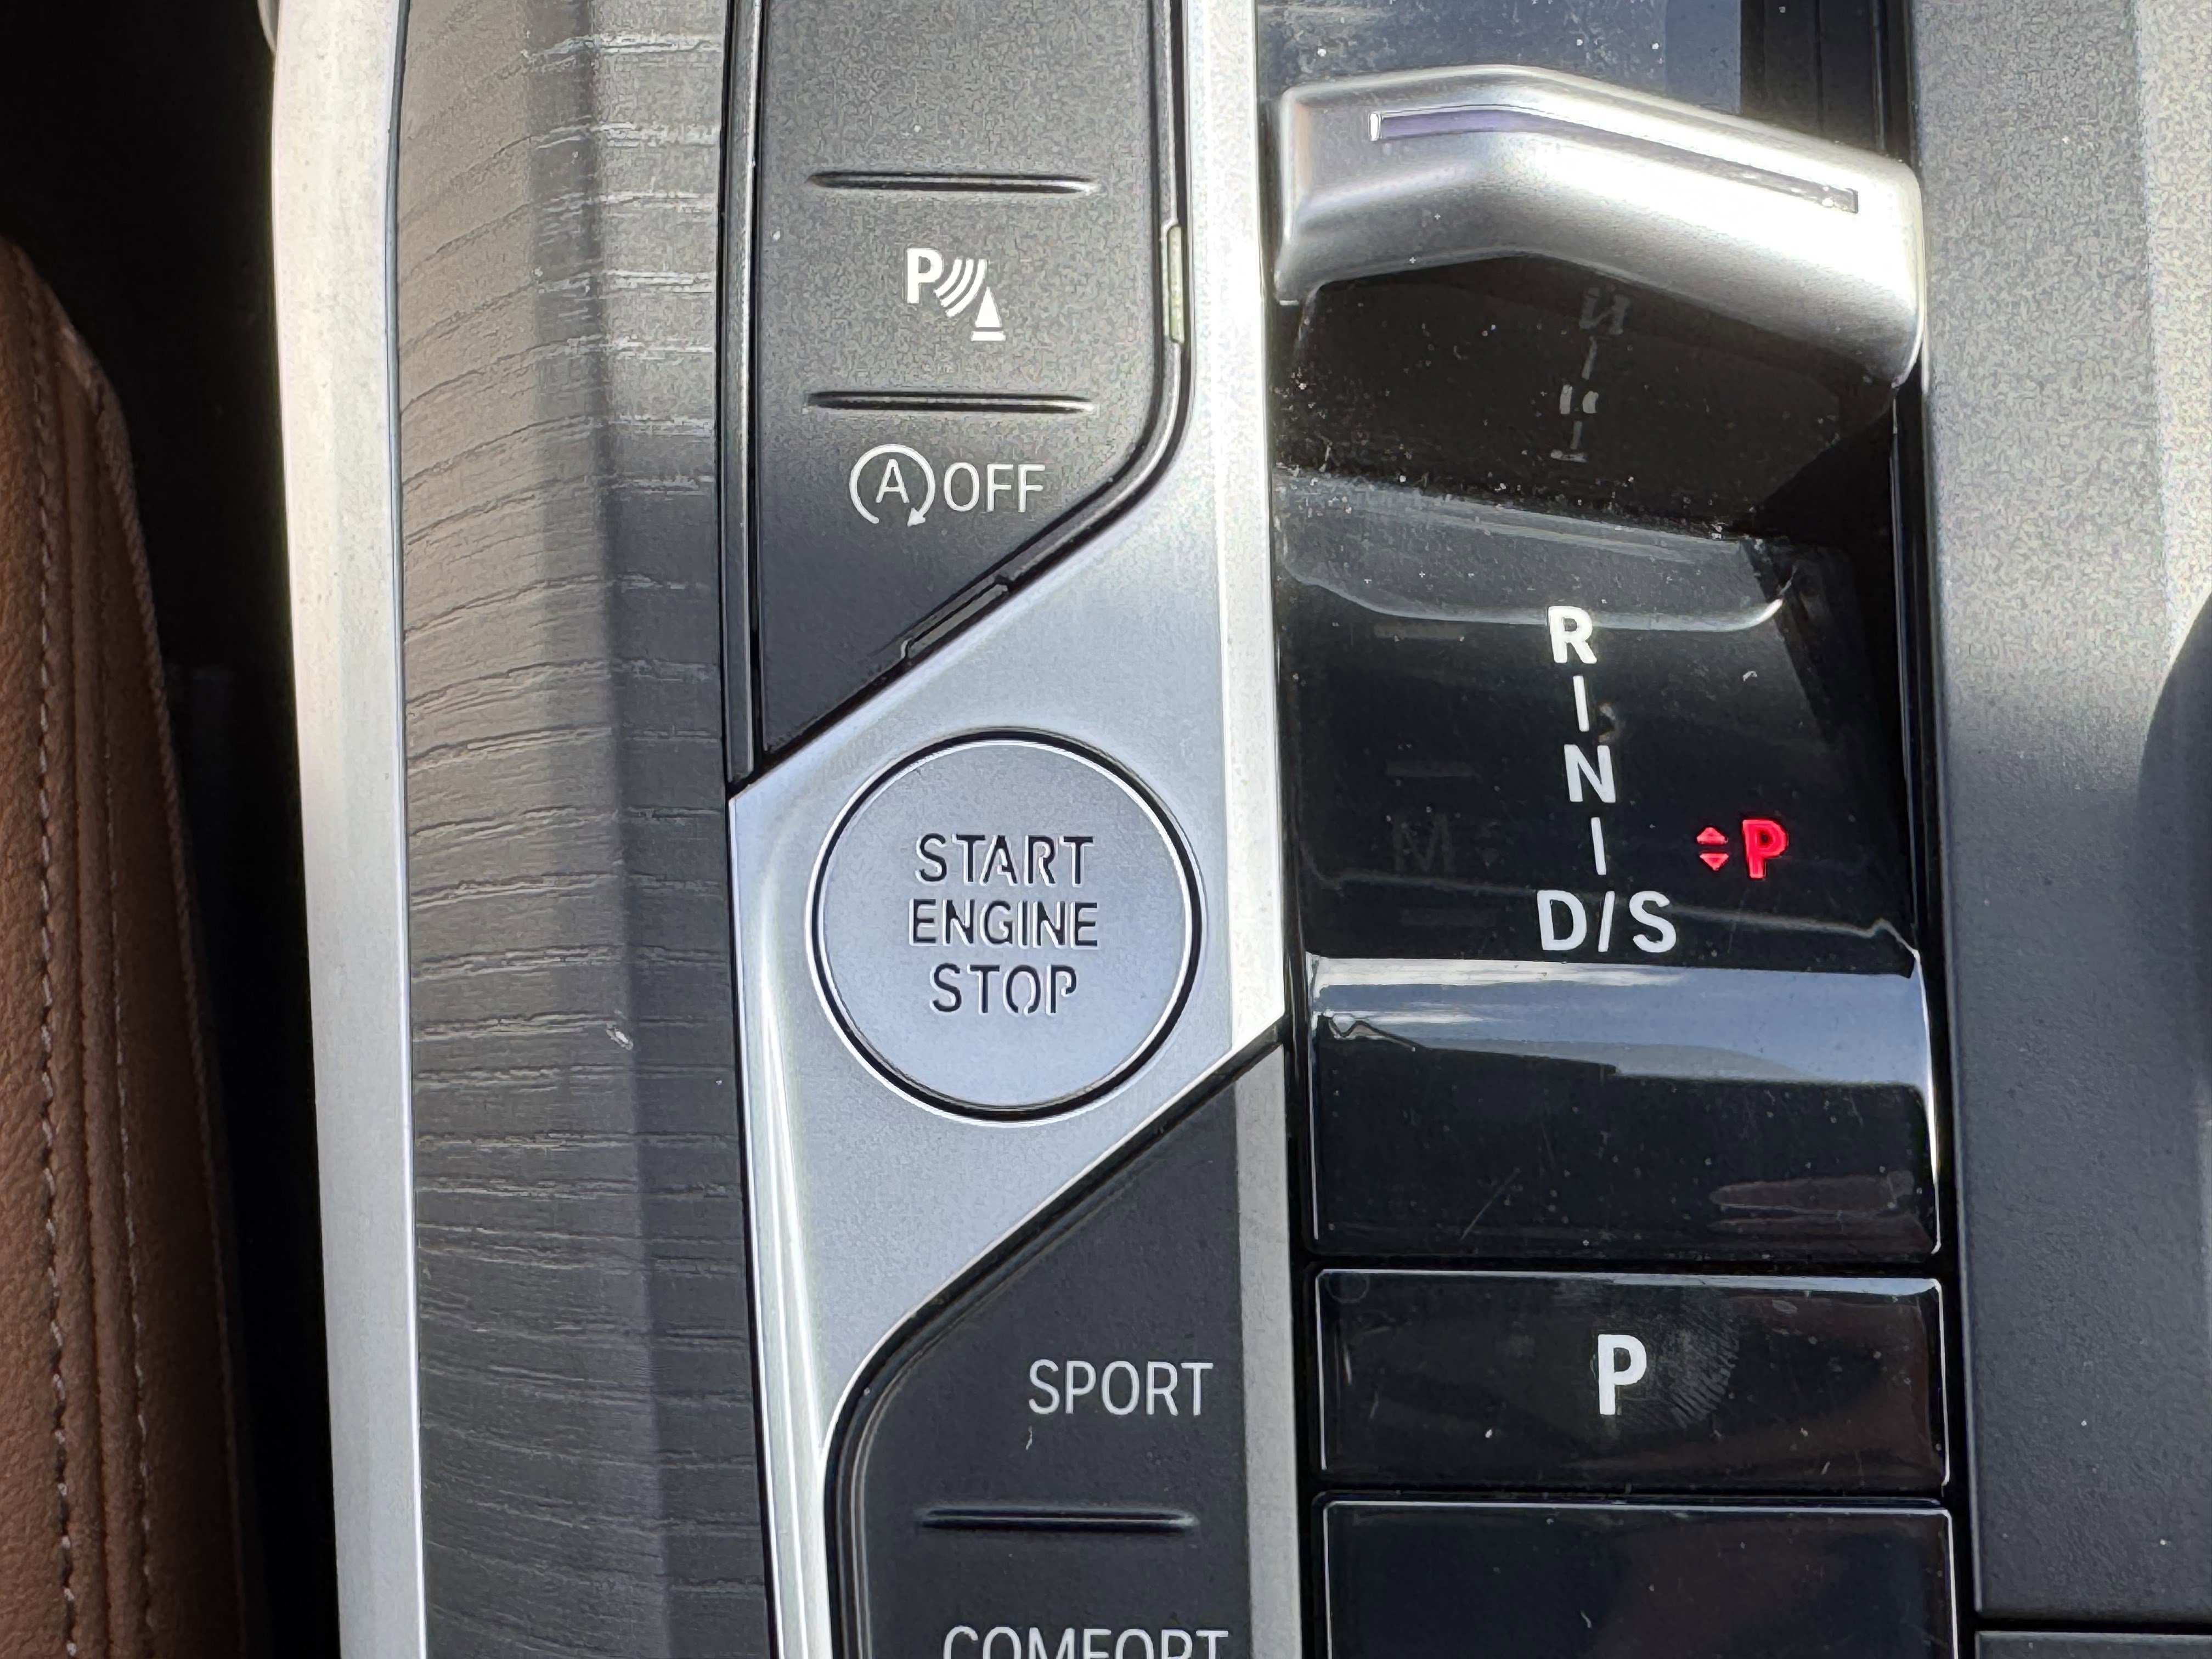 P
A OFF
START
ENGINE
STOP
SPORT
COMFORT
R
N
P
D/S
M
P